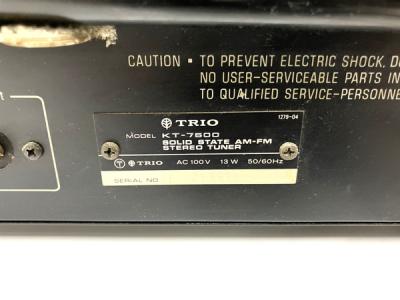 CAUTION ▪ TO PREVENT ELECTRIC SHOCK, D
NO USER-SERVICEABLE PARTS IN
TO QUALIFIED SERVICE-PERSONNE
TRIO
1279-04
MODEL KT-7500
SOLID STATE AM-FM
STEREO TUNER
TRIO AC 100V 13W 50/60Hz
SERIAL NO.